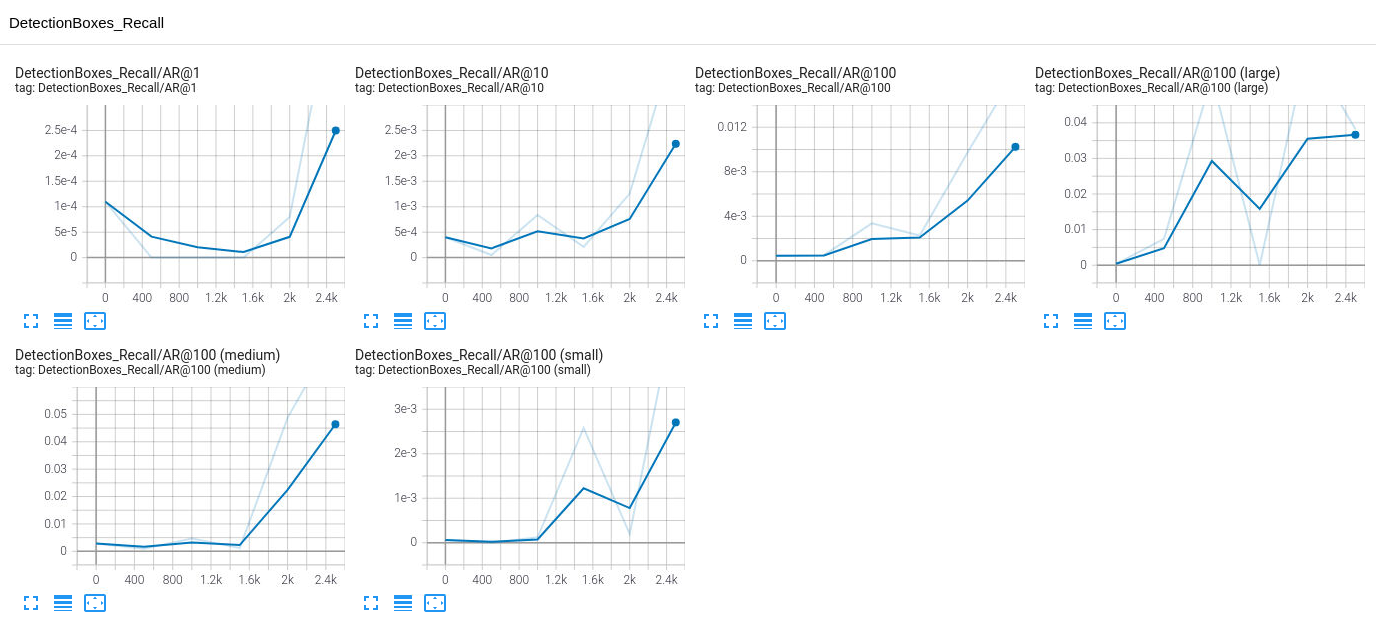 DetectionBoxes_Recall
DetectionBoxes_Recall/AR@1
tag: DetectionBoxes_Recall/AR@1
2.5e-4
2e-4
1.5e-4
1e-4
5e-5
0
0 400 800 1.2k 1.6k 2k 2.4k
DetectionBoxes_Recall/AR@10
tag: DetectionBoxes_Recall/AR@10
2.5e-3
2e-3
1.5e-3
1e-3
5e-4
0
0 400 800 1.2k 1.6k 2k 2.4k
DetectionBoxes_Recall/AR@100
tag: DetectionBoxes_Recall/AR@100
0.012
8e-3
4e-3
0
0 400 800 1.2k 1.6k 2k 2.4k
DetectionBoxes_Recall/AR@100 (large)
tag: DetectionBoxes_Recall/AR@100 (large)
0.04
0.03
0.02
0.01
0
0 400 800 1.2k 1.6k 2k 2.4k
DetectionBoxes_Recall/AR@100 (medium)
tag: DetectionBoxes_Recall/AR@100 (medium)
0.05
0.04
0.03
0.02
0.01
0
0 400 800 1.2k 1.6k 2k 2.4k
DetectionBoxes_Recall/AR@100 (small)
tag: DetectionBoxes_Recall/AR@100 (small)
3e-3
2e-3
1e-3
0
0 400 800 1.2k 1.6k 2k 2.4k